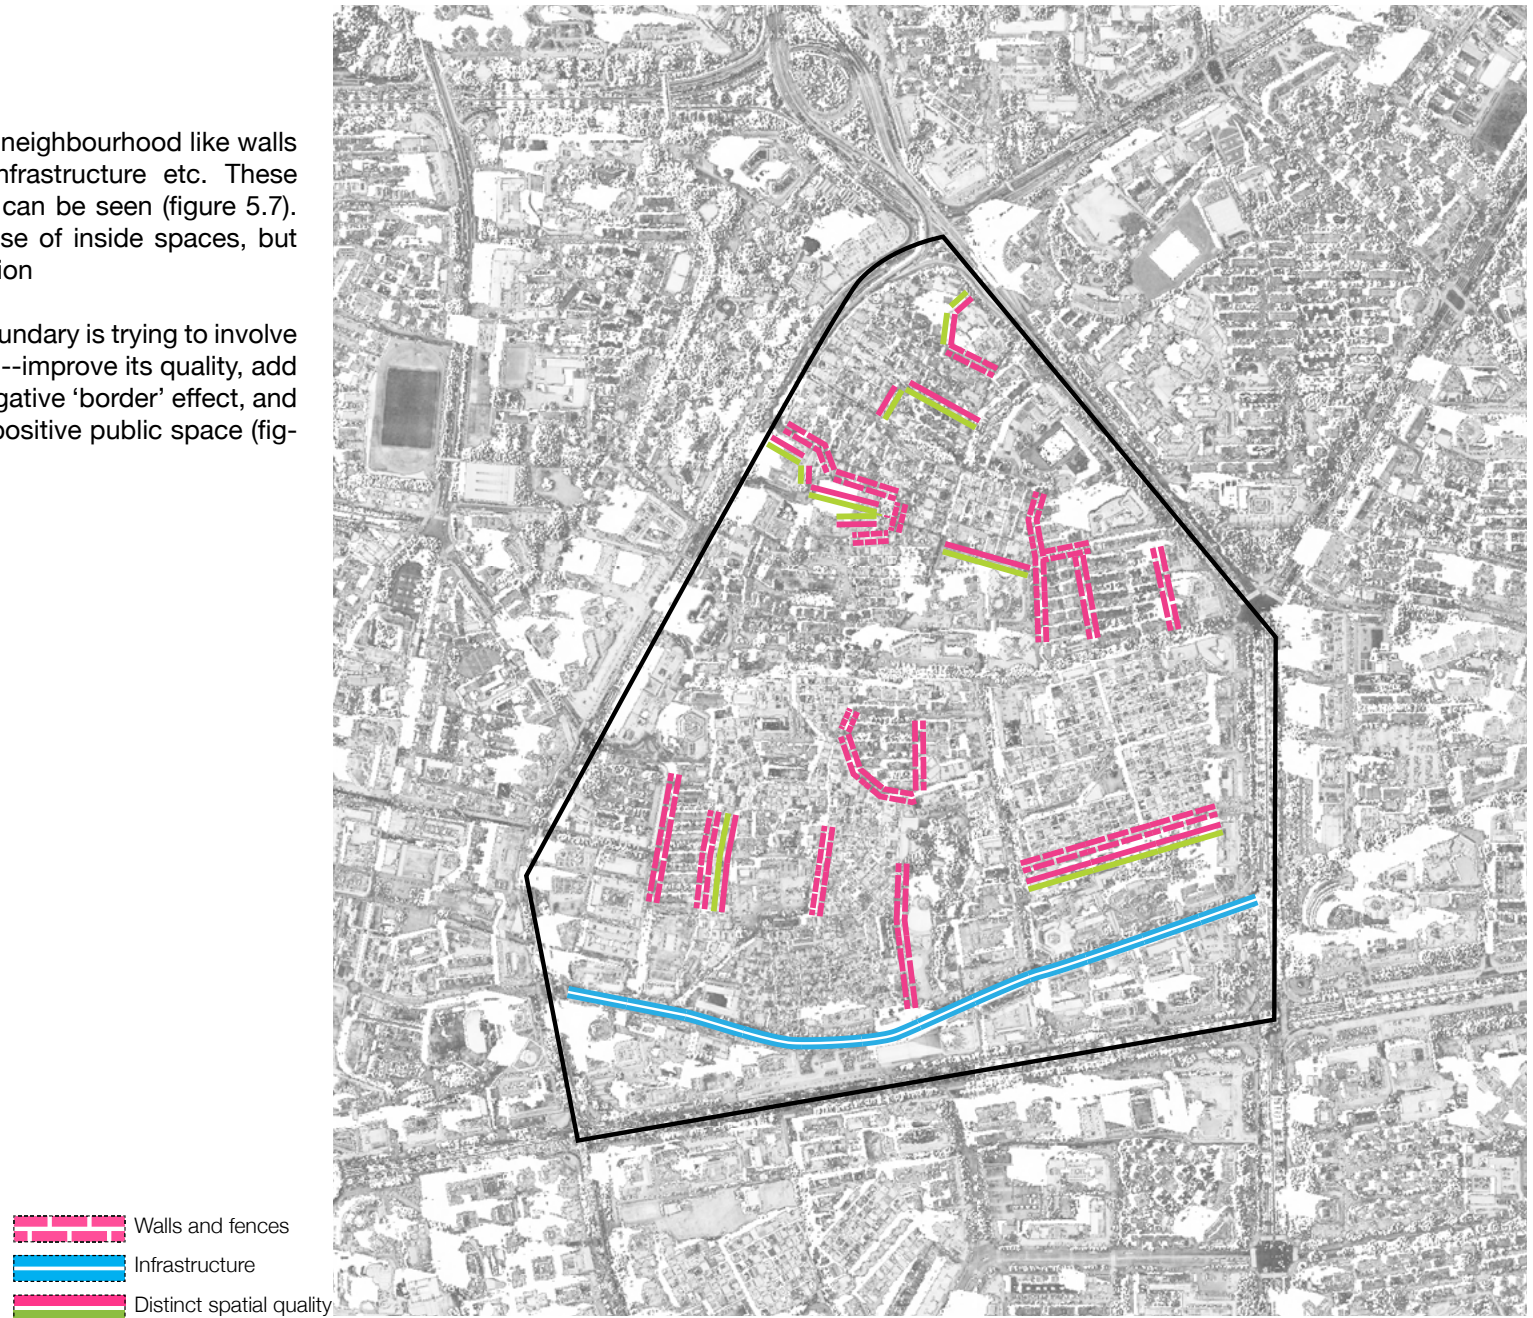 neighbourhood like walls
nfrastructure etc. These
can be seen (figure 5.7).
se of inside spaces, but
ion
undary is trying to involve
--improve its quality, add
gative ‘border’ effect, and
positive public space (fig-
Walls and fences
Infrastructure
Distinct spatial quality